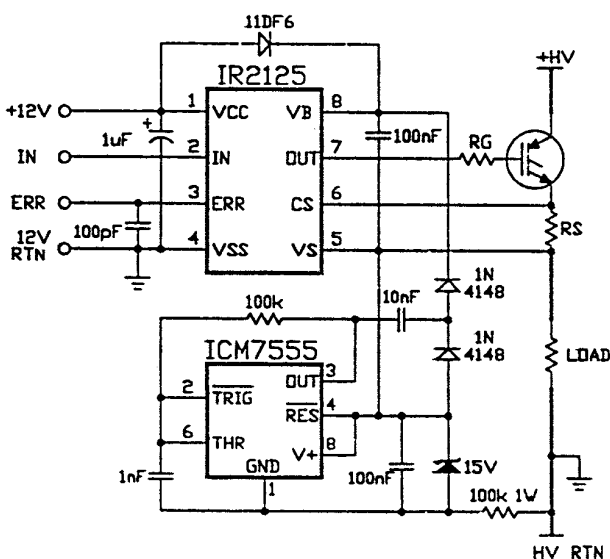 11DF6
+HV
IR2125
+12V
1
VCC
VB
8
1uF
+
100nF
IN
2
IN
OUT
7
RG
ERR
3
ERR
CS
6
100pF
RS
12V
RTN
4
VSS
VS
5
1N
4148
100k
10nF
1N
4148
ICM7555
LOAD
OUT
3
2
TRIG
RES
4
6
THR
V+
8
1nF
GND
1
100nF
15V
100k 1W
HV RTN